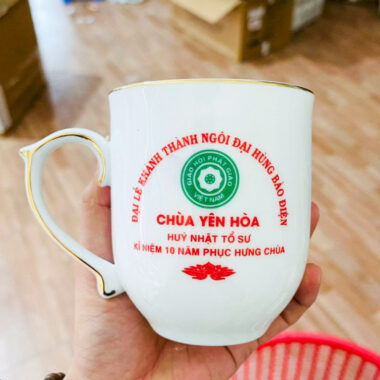 ĐẠI LỄ KHÁNH THÀNH NGÔI ĐẠI HÙNG BẢO ĐIỆN
GIÁO HỘI PHẬT GIÁO
VIỆT NAM
CHÙA YÊN HÒA
HUÝ NHẬT TỔ SƯ
KỈ NIỆM 10 NĂM PHỤC HƯNG CHÙA